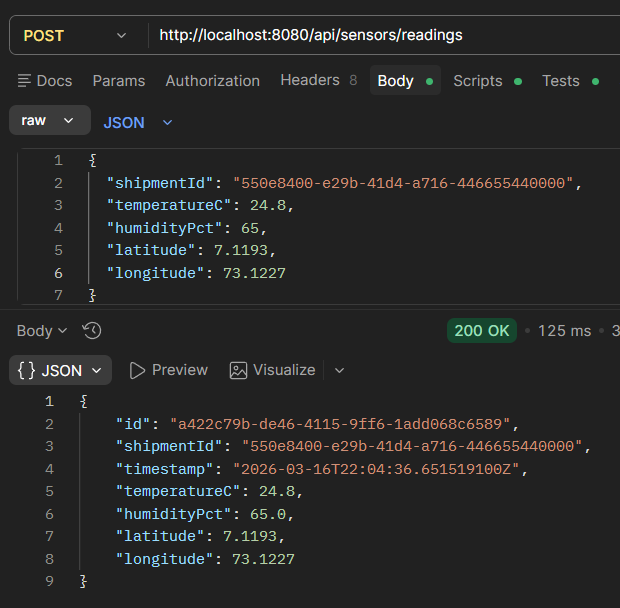 POST http://localhost:8080/api/sensors/readings
Docs Params Authorization Headers 8 Body Scripts Tests
raw JSON
1 {
2 "shipmentId": "550e8400-e29b-41d4-a716-446655440000",
3 "temperatureC": 24.8,
4 "humidityPct": 65,
5 "latitude": 7.1193,
6 "longitude": 73.1227
7 }
Body 200 OK 125 ms
{} JSON Preview Visualize
1 {
2 "id": "a422c79b-de46-4115-9ff6-1add068c6589",
3 "shipmentId": "550e8400-e29b-41d4-a716-446655440000",
4 "timestamp": "2026-03-16T22:04:36.651519100Z",
5 "temperatureC": 24.8,
6 "humidityPct": 65.0,
7 "latitude": 7.1193,
8 "longitude": 73.1227
9 }